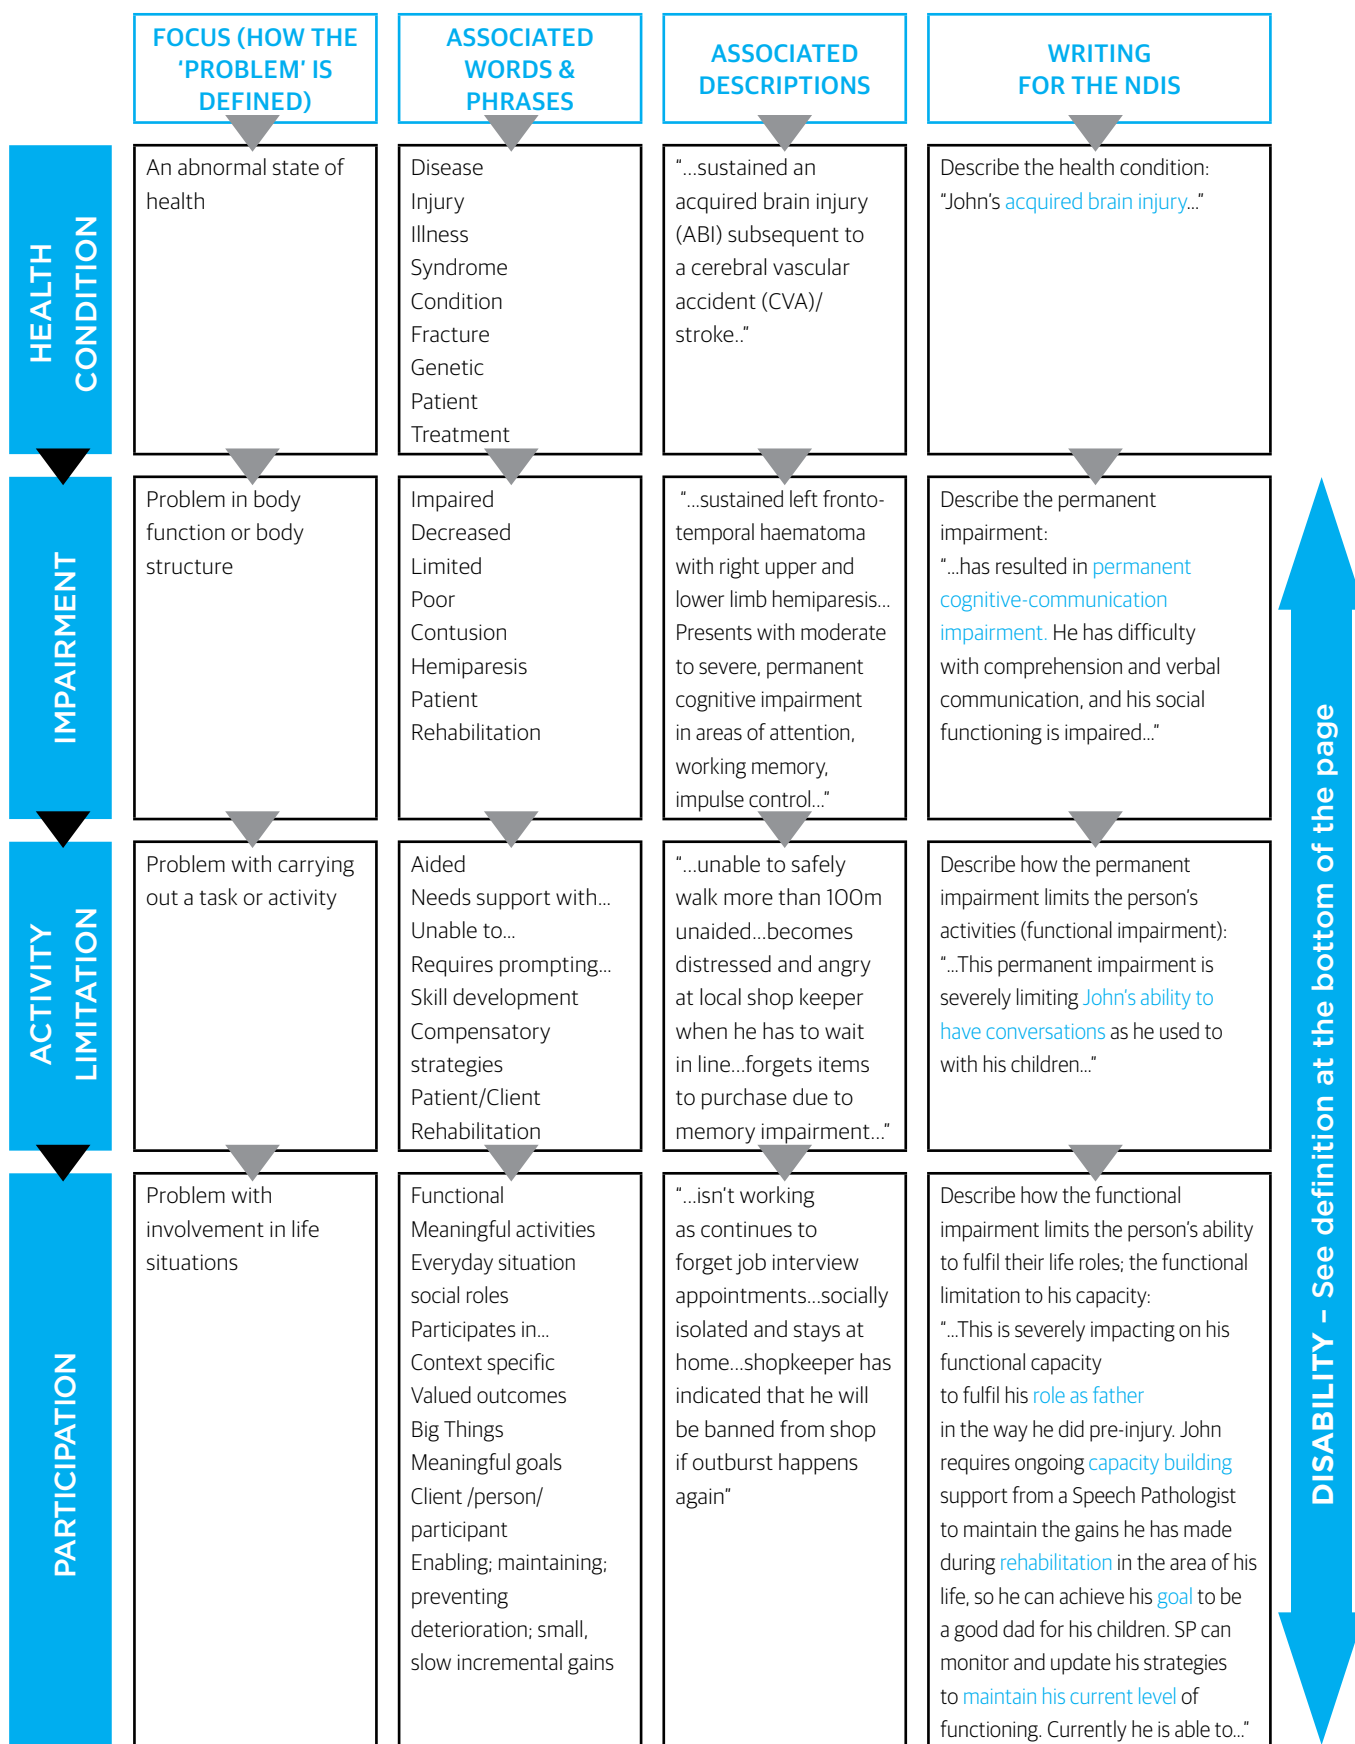 FOCUS (HOW THE
'PROBLEM' IS
DEFINED)
ASSOCIATED
WORDS &
PHRASES
ASSOCIATED
DESCRIPTIONS
WRITING
FOR THE NDIS
HEALTH
CONDITION
An abnormal state of
health
Disease
Injury
Illness
Syndrome
Condition
Fracture
Genetic
Patient
Treatment
“...sustained an
acquired brain injury
(ABI) subsequent to
a cerebral vascular
accident (CVA)/
stroke..“
Describe the health condition:
“John's acquired brain injury...”
IMPAIRMENT
Problem in body
function or body
structure
Impaired
Decreased
Limited
Poor
Contusion
Hemiparesis
Patient
Rehabilitation
“...sustained left fronto-
temporal haematoma
with right upper and
lower limb hemiparesis...
Presents with moderate
to severe, permanent
cognitive impairment
in areas of attention,
working memory,
impulse control...”
Describe the permanent
impairment:
“...has resulted in permanent
cognitive-communication
impairment. He has difficulty
with comprehension and verbal
communication, and his social
functioning is impaired...”
ACTIVITY
LIMITATION
Problem with carrying
out a task or activity
Aided
Needs support with...
Unable to...
Requires prompting...
Skill development
Compensatory
strategies
Patient/Client
Rehabilitation
“...unable to safely
walk more than 100m
unaided...becomes
distressed and angry
at local shop keeper
when he has to wait
in line...forgets items
to purchase due to
memory impairment...”
Describe how the permanent
impairment limits the person's
activities (functional impairment):
“...This permanent impairment is
severely limiting John's ability to
have conversations as he used to
with his children...”
PARTICIPATION
Problem with
involvement in life
situations
Functional
Meaningful activities
Everyday situation
social roles
Participates in...
Context specific
Valued outcomes
Big Things
Meaningful goals
Client /person/
participant
Enabling; maintaining;
preventing
deterioration; small,
slow incremental gains
“...isn't working
as continues to
forget job interview
appointments...socially
isolated and stays at
home...shopkeeper has
indicated that he will
be banned from shop
if outburst happens
again”
Describe how the functional
impairment limits the person's ability
to fulfil their life roles; the functional
limitation to his capacity:
“...This is severely impacting on his
functional capacity
to fulfil his role as father
in the way he did pre-injury. John
requires ongoing capacity building
support from a Speech Pathologist
to maintain the gains he has made
during rehabilitation in the area of his
life, so he can achieve his goal to be
a good dad for his children. SP can
monitor and update his strategies
to maintain his current level of
functioning. Currently he is able to...”
DISABILITY – See definition at the bottom of the page